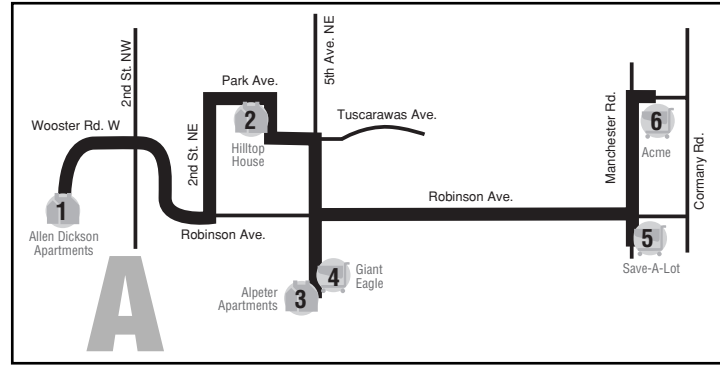 2nd St. NW
5th Ave. NE
Park Ave.
Wooster Rd. W
2nd St. NE
2
Hilltop
House
Tuscarawas Ave.
Manchester Rd.
Cormany Rd.
6
Acme
1
Allen Dickson
Apartments
Robinson Ave.
Robinson Ave.
5
Save-A-Lot
4
Giant
Eagle
3
Alpeter
Apartments
A